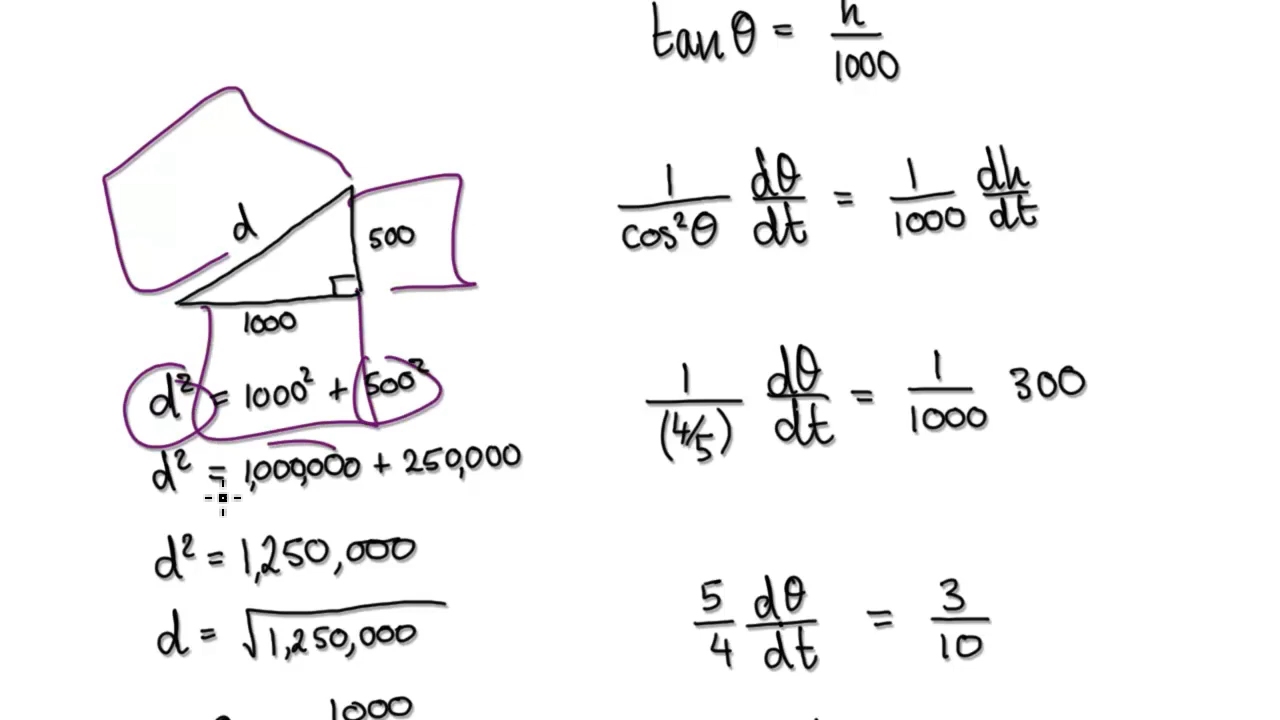 d
500
1000
d² = 1000² + 500²
d² = 1,000,000 + 250,000
d² = 1,250,000
d = √1,250,000
1000
tan θ = h/1000
1/cos²θ dθ/dt = 1/1000 dh/dt
1/(4/5) dθ/dt = 1/1000 300
5/4 dθ/dt = 3/10